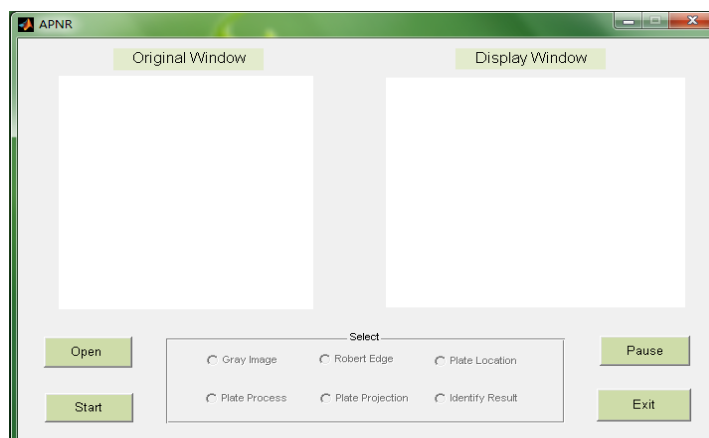 APNR
Original Window
Display Window
Select
Open
Gray Image
Robert Edge
Plate Location
Pause
Start
Plate Process
Plate Projection
Identify Result
Exit